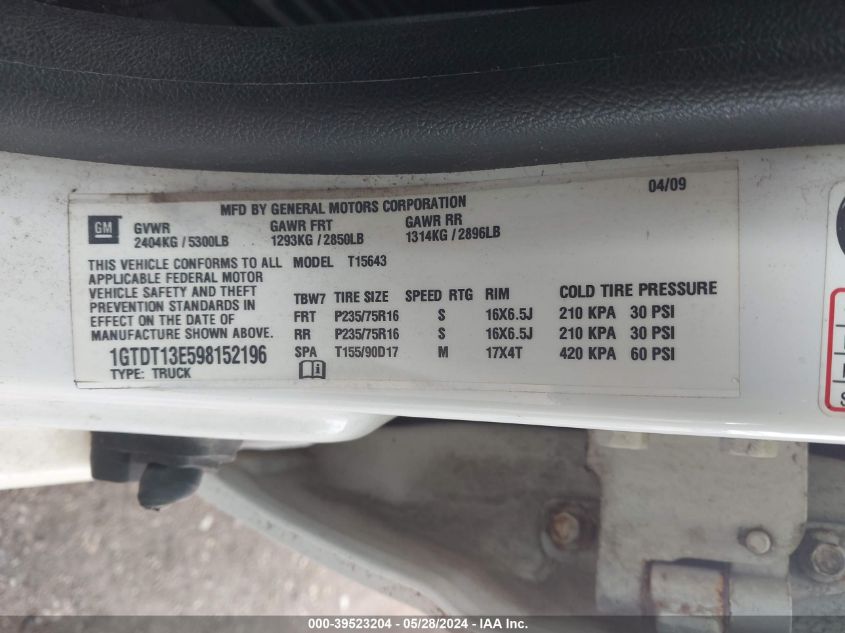 MFD BY GENERAL MOTORS CORPORATION 04/09
GM
GVWR GAWR FRT GAWR RR
2404KG / 5300LB 1293KG / 2850LB 1314KG / 2896LB
THIS VEHICLE CONFORMS TO ALL
APPLICABLE FEDERAL MOTOR
VEHICLE SAFETY AND THEFT
PREVENTION STANDARDS IN
EFFECT ON THE DATE OF
MANUFACTURE SHOWN ABOVE.
1GTDT13E598152196
TYPE: TRUCK
MODEL T15643
TBW7 TIRE SIZE SPEED RTG RIM COLD TIRE PRESSURE
FRT P235/75R16 S 16X6.5J 210 KPA 30 PSI
RR P235/75R16 S 16X6.5J 210 KPA 30 PSI
SPA T155/90D17 M 17X4T 420 KPA 60 PSI
000-39523204 - 05/28/2024 - IAA Inc.